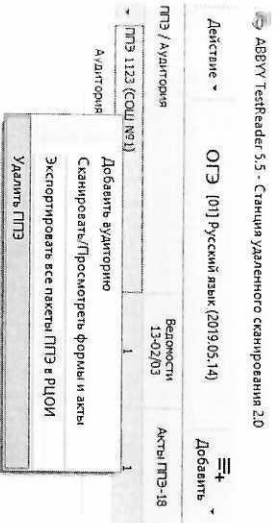 ABBYY TestReader 5.5 - Станция удаленного сканирования 2.0
Действие ОГЭ [01] Русский язык (2019.05.14) Добавить
ППЭ / Аудитория Ведомости 13-02/03 Акты ППЭ-18
ППЭ 1123 (СОШ №1) 1 1
Аудитория
Добавить аудиторию
Сканировать/Просмотреть формы и акты
Экспортировать все пакеты ППЭ в РЦОИ
Удалить ППЭ